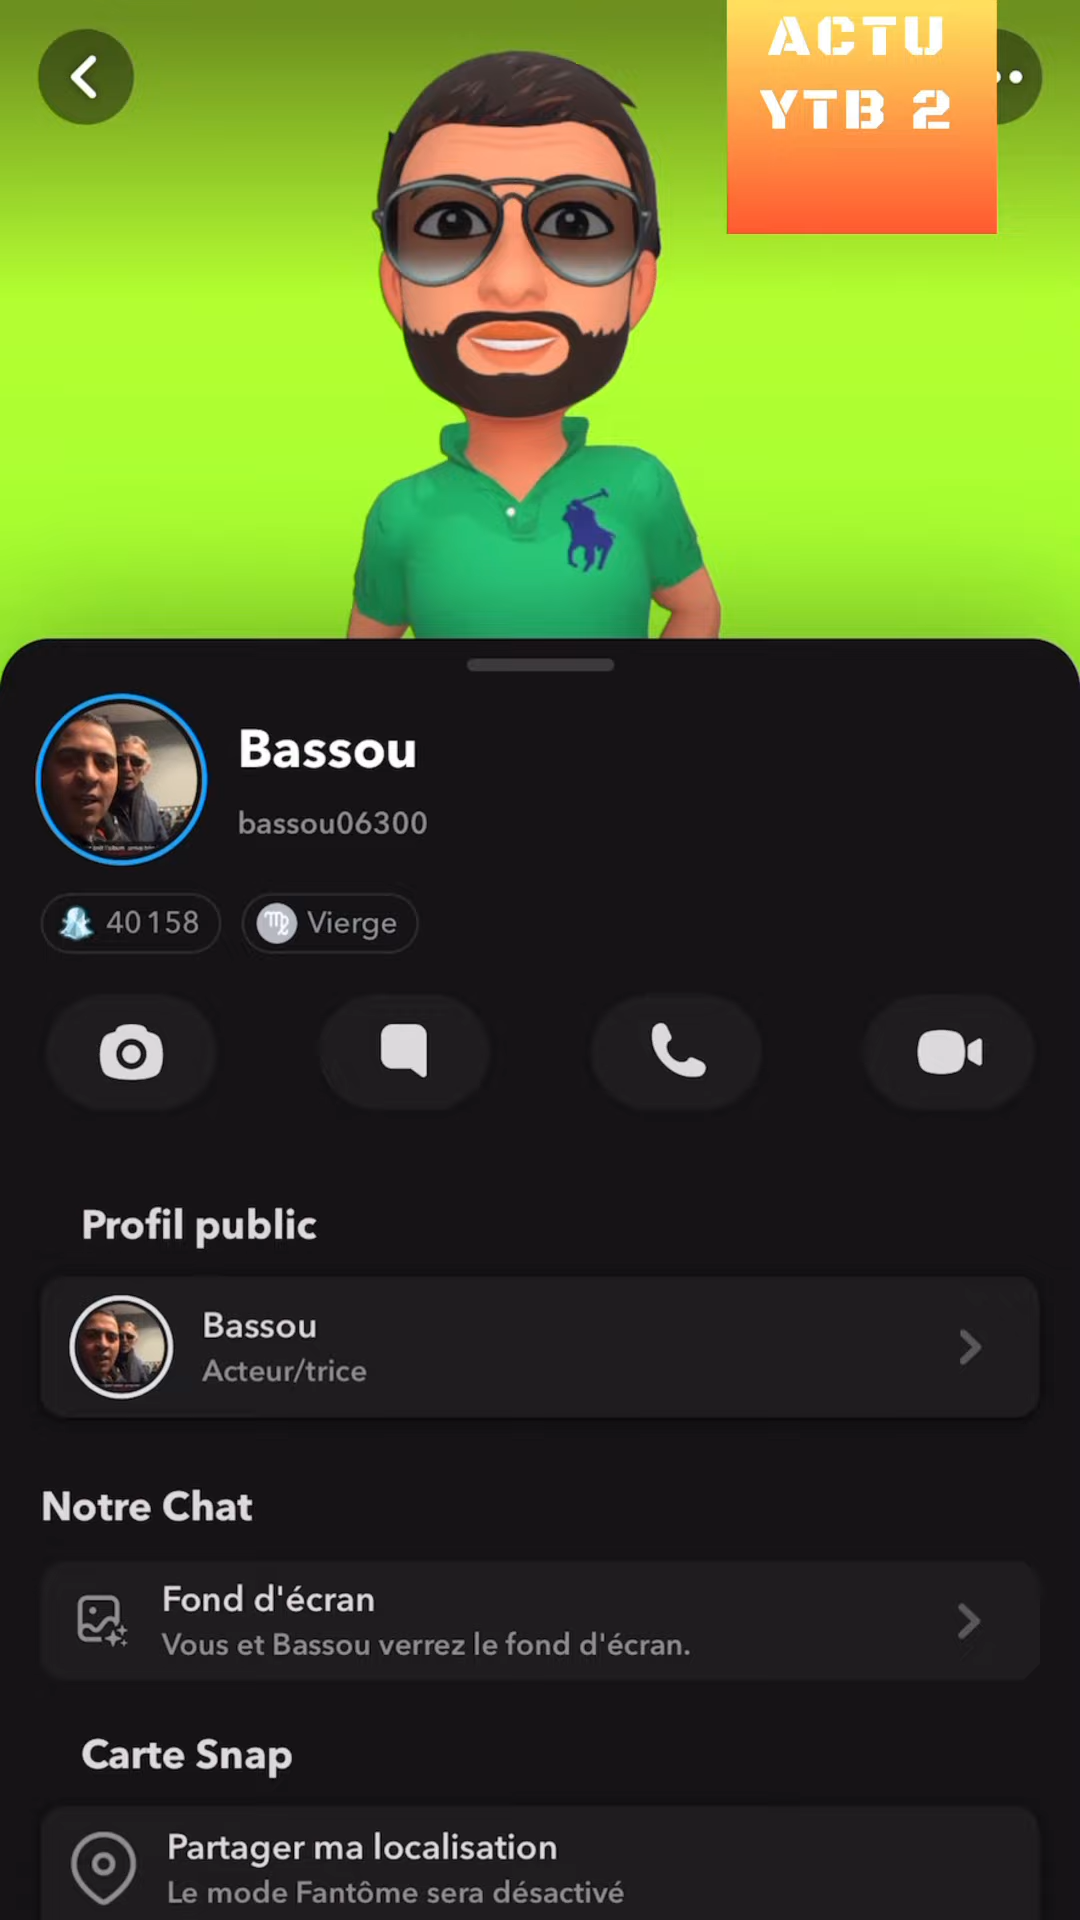 ACTU
YTB 2
Bassou
bassou06300
40 158
Vierge
Profil public
Bassou
Acteur/trice
Notre Chat
Fond d'écran
Vous et Bassou verrez le fond d'écran.
Carte Snap
Partager ma localisation
Le mode Fantôme sera désactivé